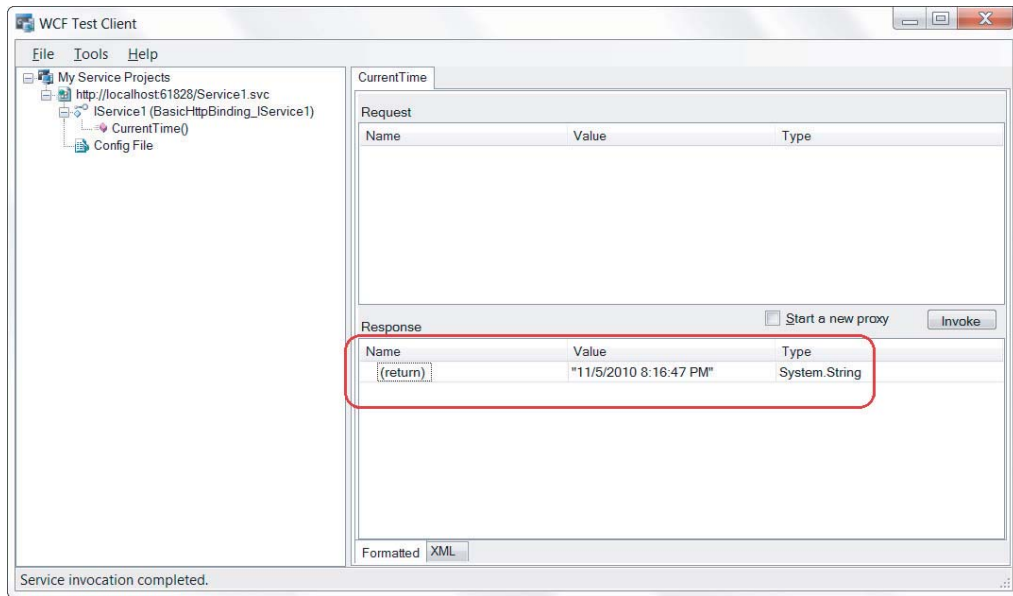 WCF Test Client
File Tools Help
My Service Projects
http://localhost:61828/Service1.svc
IService1 (BasicHttpBinding_IService1)
CurrentTime()
Config File
CurrentTime
Request
Name Value Type
Response
Start a new proxy Invoke
Name Value Type
(return) "11/5/2010 8:16:47 PM" System.String
Formatted XML
Service invocation completed.